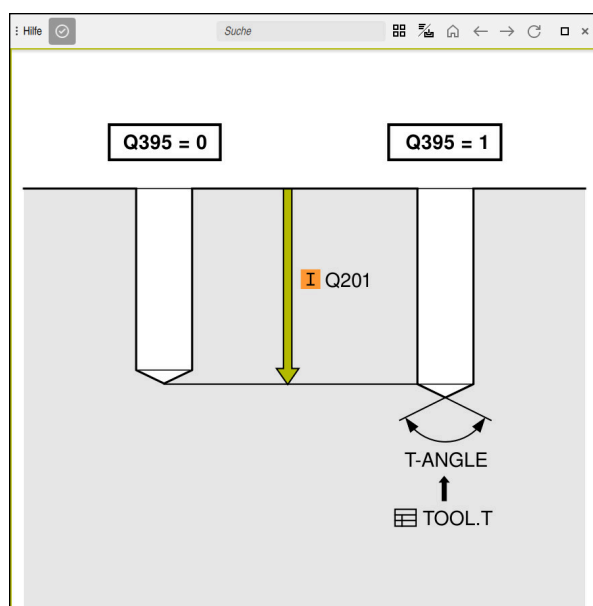 Hilfe
Suche
Q395 = 0
Q395 = 1
I Q201
T-ANGLE
TOOL.T